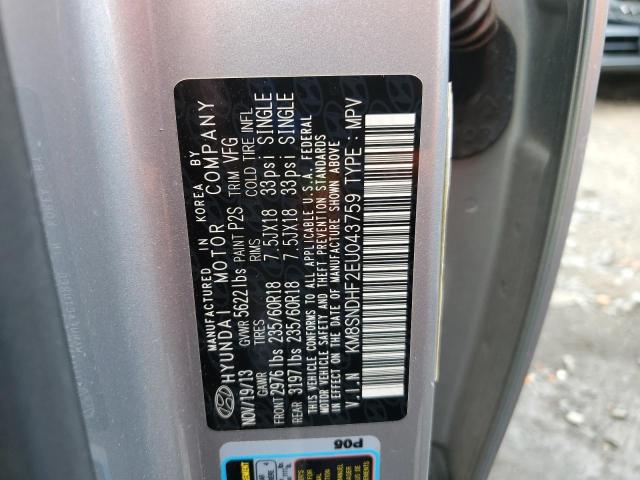 MANUFACTURED IN KOREA BY
HYUNDAI MOTOR COMPANY
NOV/19/13 GVWR 5622 lbs PAINT P2S TRIM VFG
GAWR TIRES RIMS COLD TIRE INFL
FRONT 2976 lbs 235/60R18 7.5JX18 33psi SINGLE
REAR 3197 lbs 235/60R18 7.5JX18 33psi SINGLE
THIS VEHICLE CONFORMS TO ALL APPLICABLE U.S.A. FEDERAL
MOTOR VEHICLE SAFETY AND THEFT PREVENTION STANDARDS
IN EFFECT ON THE DATE OF MANUFACTURE SHOWN ABOVE
V.I.N KM8SNDHF2EU043759 TYPE : MPV
P05